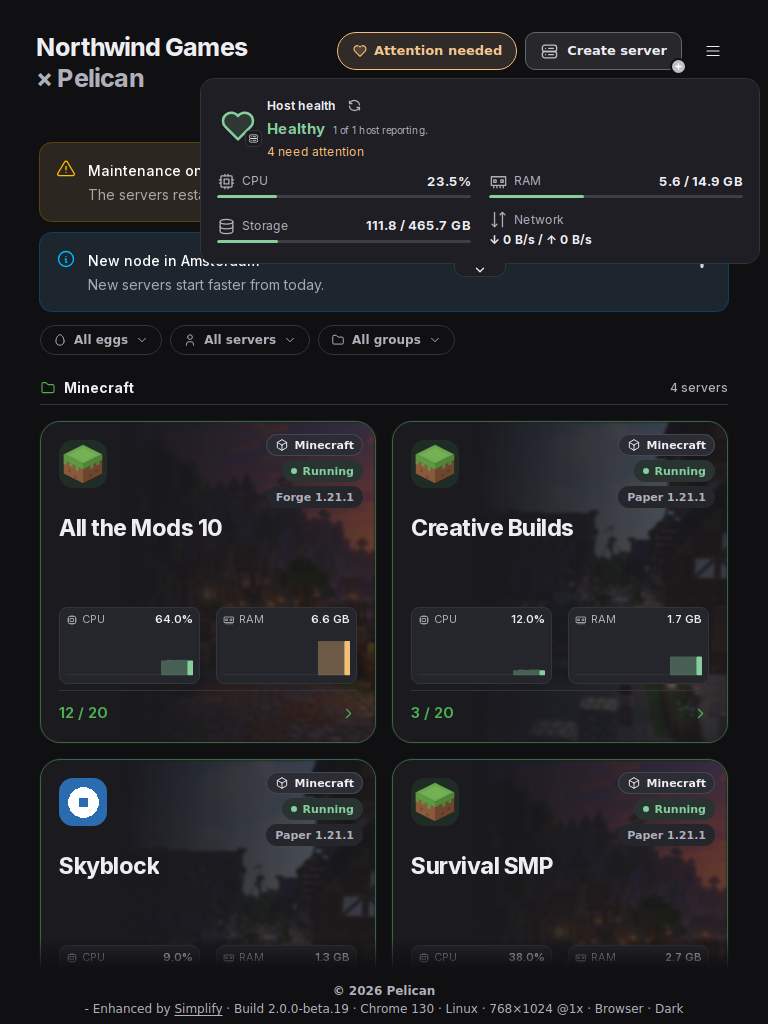 Northwind Games
× Pelican
Attention needed
Create server
Host health
Healthy 1 of 1 host reporting.
4 need attention
CPU 23.5%
RAM 5.6 / 14.9 GB
Storage 111.8 / 465.7 GB
Network
↓ 0 B/s / ↑ 0 B/s
Maintenance on
The servers resta
New node in Amsterdam
New servers start faster from today.
All eggs
All servers
All groups
Minecraft
4 servers
Minecraft
Running
Forge 1.21.1
All the Mods 10
CPU 64.0%
RAM 6.6 GB
12 / 20
Minecraft
Running
Paper 1.21.1
Creative Builds
CPU 12.0%
RAM 1.7 GB
3 / 20
Minecraft
Running
Paper 1.21.1
Skyblock
CPU 9.0%
RAM 1.3 GB
Minecraft
Running
Paper 1.21.1
Survival SMP
CPU 38.0%
RAM 2.7 GB
© 2026 Pelican
- Enhanced by Simplify · Build 2.0.0-beta.19 · Chrome 130 · Linux · 768×1024 @1x · Browser · Dark